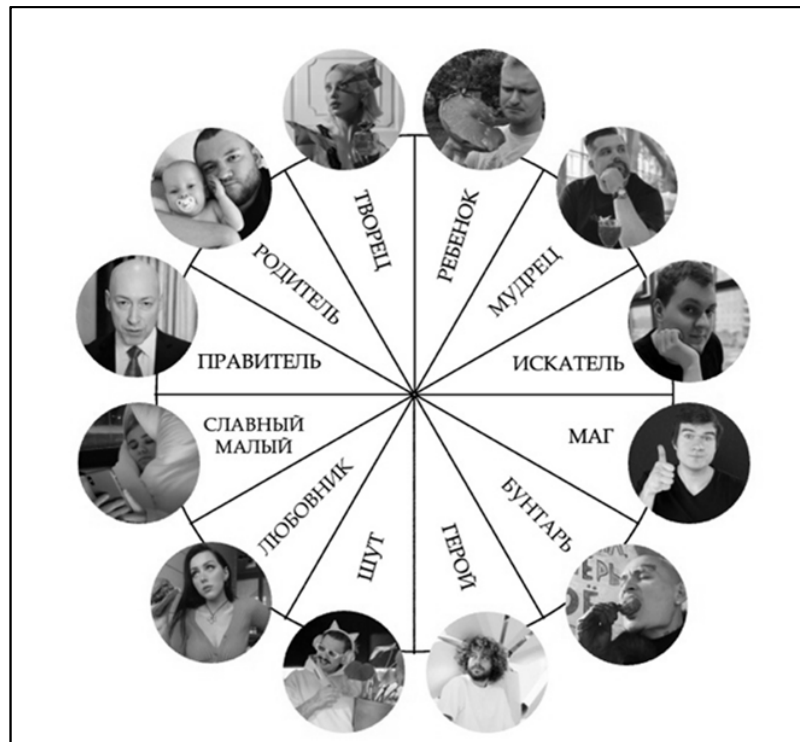 ТВОРЕЦ
РЕБЕНОК
МУДРЕЦ
ИСКАТЕЛЬ
МАГ
БУНТАРЬ
ГЕРОЙ
ШУТ
ЛЮБОВНИК
СЛАВНЫЙ
МАЛЫЙ
ПРАВИТЕЛЬ
РОДИТЕЛЬ